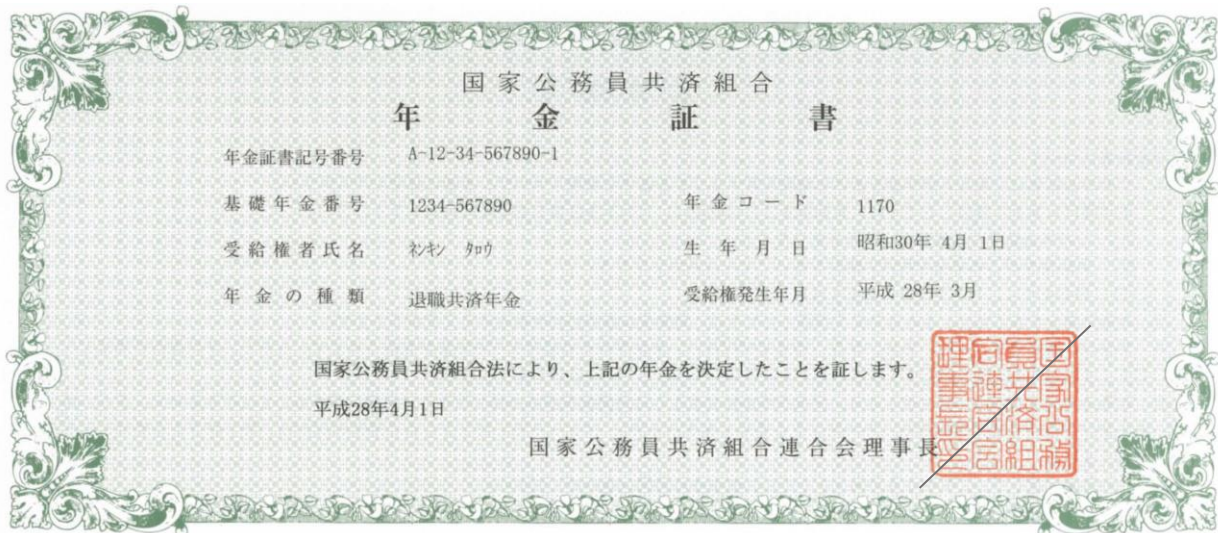 国家公務員共済組合
年金証書
年金証書記号番号 A-12-34-567890-1
基礎年金番号 1234-567890 年金コード 1170
受給権者氏名 ネンキン タロウ 生年月日 昭和30年 4月 1日
年金の種類 退職共済年金 受給権発生年月 平成 28年 3月
国家公務員共済組合法により、上記の年金を決定したことを証します。
平成28年4月1日
国家公務員共済組合連合会理事長